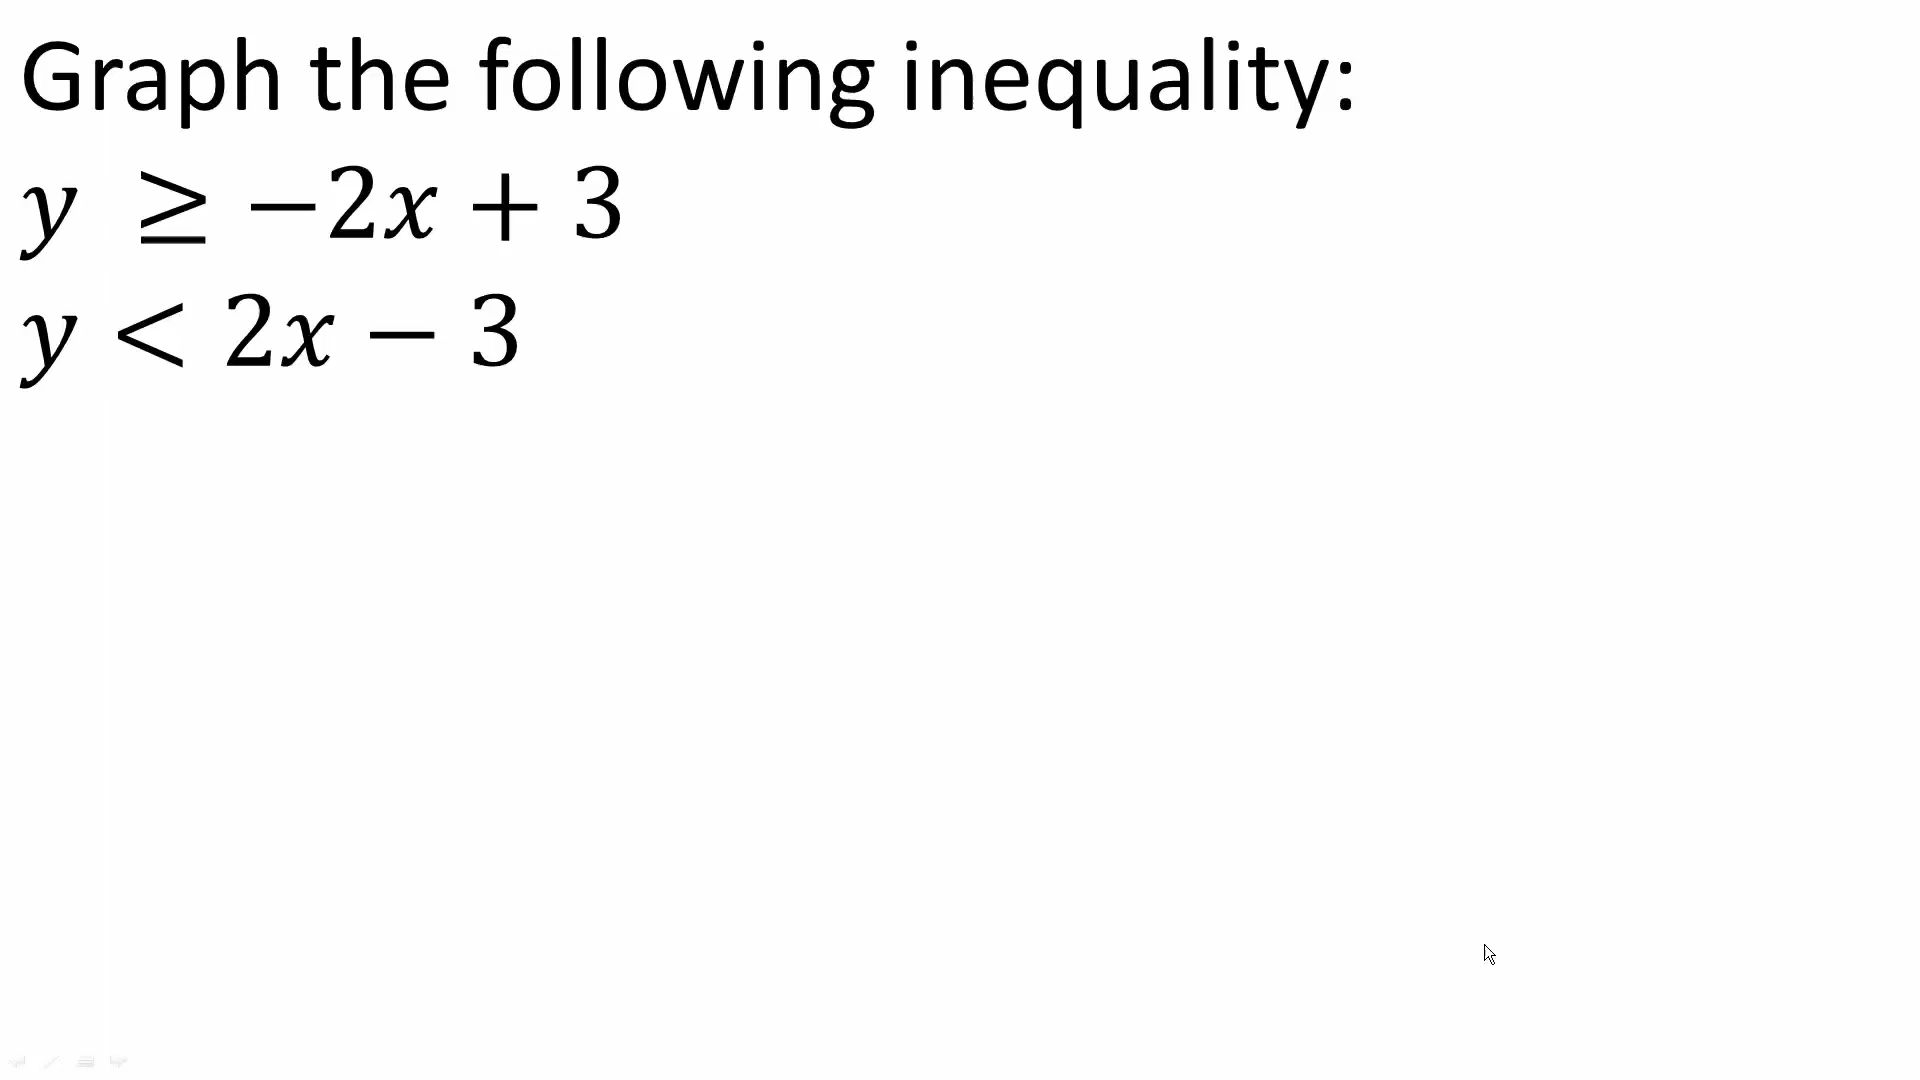 Graph the following inequality:
y ≥ −2x + 3
y < 2x − 3